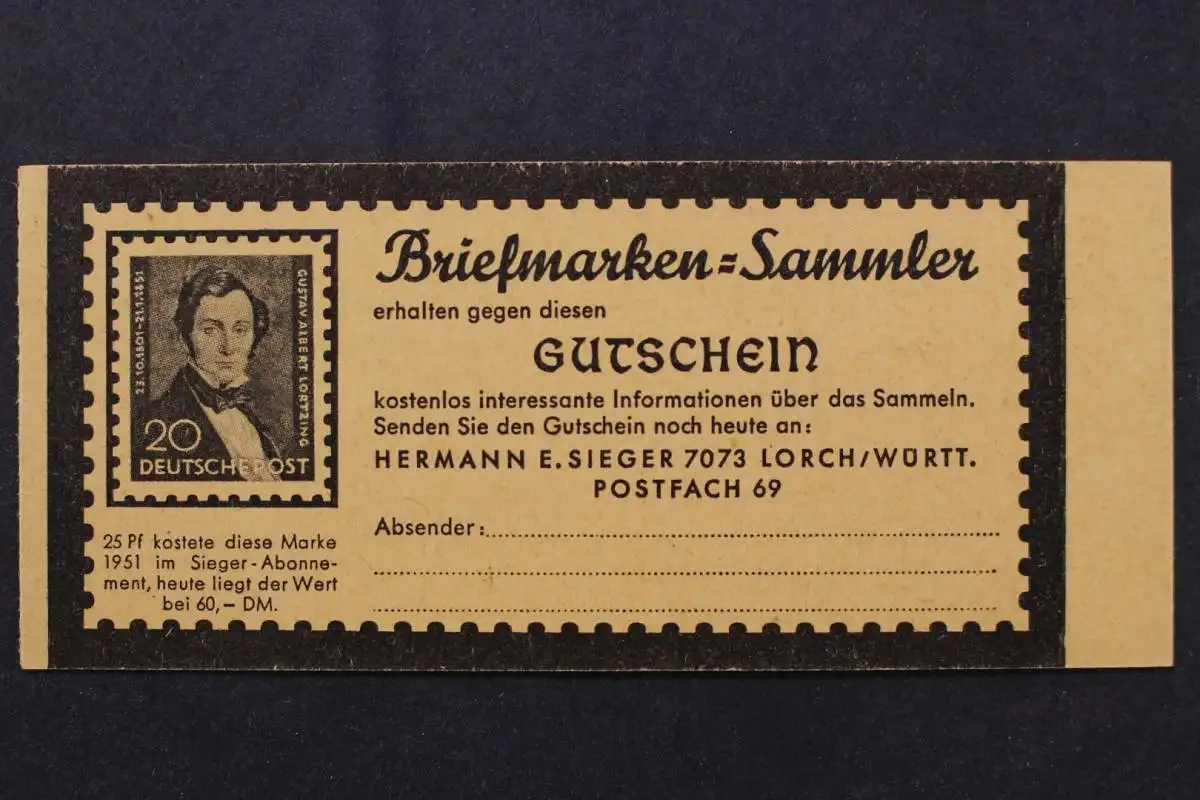 23.10.1801-21.1.1851
GUSTAV ALBERT LORTZING
20
DEUTSCHE POST
25 Pf kostete diese Marke
1951 im Sieger-Abonne-
ment, heute liegt der Wert
bei 60,– DM.
Briefmarken=Sammler
erhalten gegen diesen
GUTSCHEIN
kostenlos interessante Informationen über das Sammeln.
Senden Sie den Gutschein noch heute an:
HERMANN E. SIEGER 7073 LORCH/WÜRTT.
POSTFACH 69
Absender: